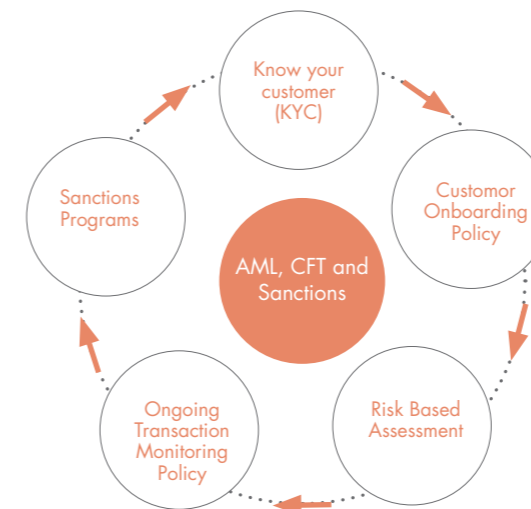 Know your
customer
(KYC)
Customor
Onboarding
Policy
Risk Based
Assessment
Ongoing
Transaction
Monitoring
Policy
Sanctions
Programs
AML, CFT and
Sanctions